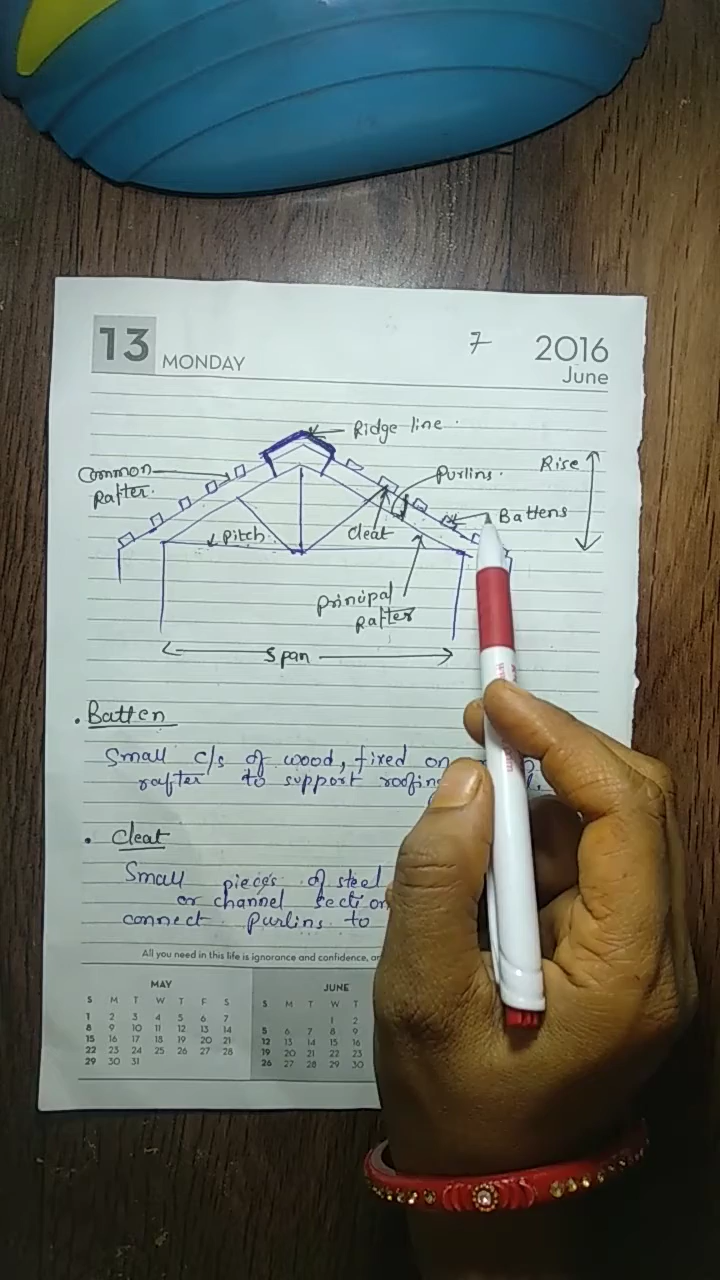 13 MONDAY
7
2016
June
Ridge line
Common
Rafter.
Purlins.
Rise
Battens
Pitch
Cleat
Principal
Rafter
Span
. Batten
Small c/s of wood, fixed on
rafter to support roofing
• Cleat
Small pieces of steel
or channel section
connect purlins to
All you need in this life is ignorance and confidence,
MAY
S M T W T F S
1 2 3 4 5 6 7
8 9 10 11 12 13 14
15 16 17 18 19 20 21
22 23 24 25 26 27 28
29 30 31
JUNE
S M T W T
1 2
5 6 7 8 9
12 13 14 15 16
19 20 21 22 23
26 27 28 29 30